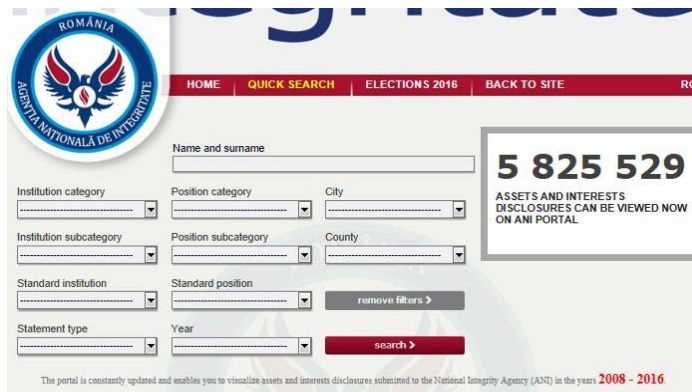 integritate
ROMÂNIA
AGENȚIA NAȚIONALĂ DE INTEGRITATE
HOME QUICK SEARCH ELECTIONS 2016 BACK TO SITE RO
Name and surname
5 825 529
ASSETS AND INTERESTS
DISCLOSURES CAN BE VIEWED NOW
ON ANI PORTAL
Institution category Position category City
Institution subcategory Position subcategory County
Standard institution Standard position
remove filters >
Statement type Year
search >
The portal is constantly updated and enables you to visualize assets and interests disclosures submitted to the National Integrity Agency (ANI) in the years 2008 - 2016